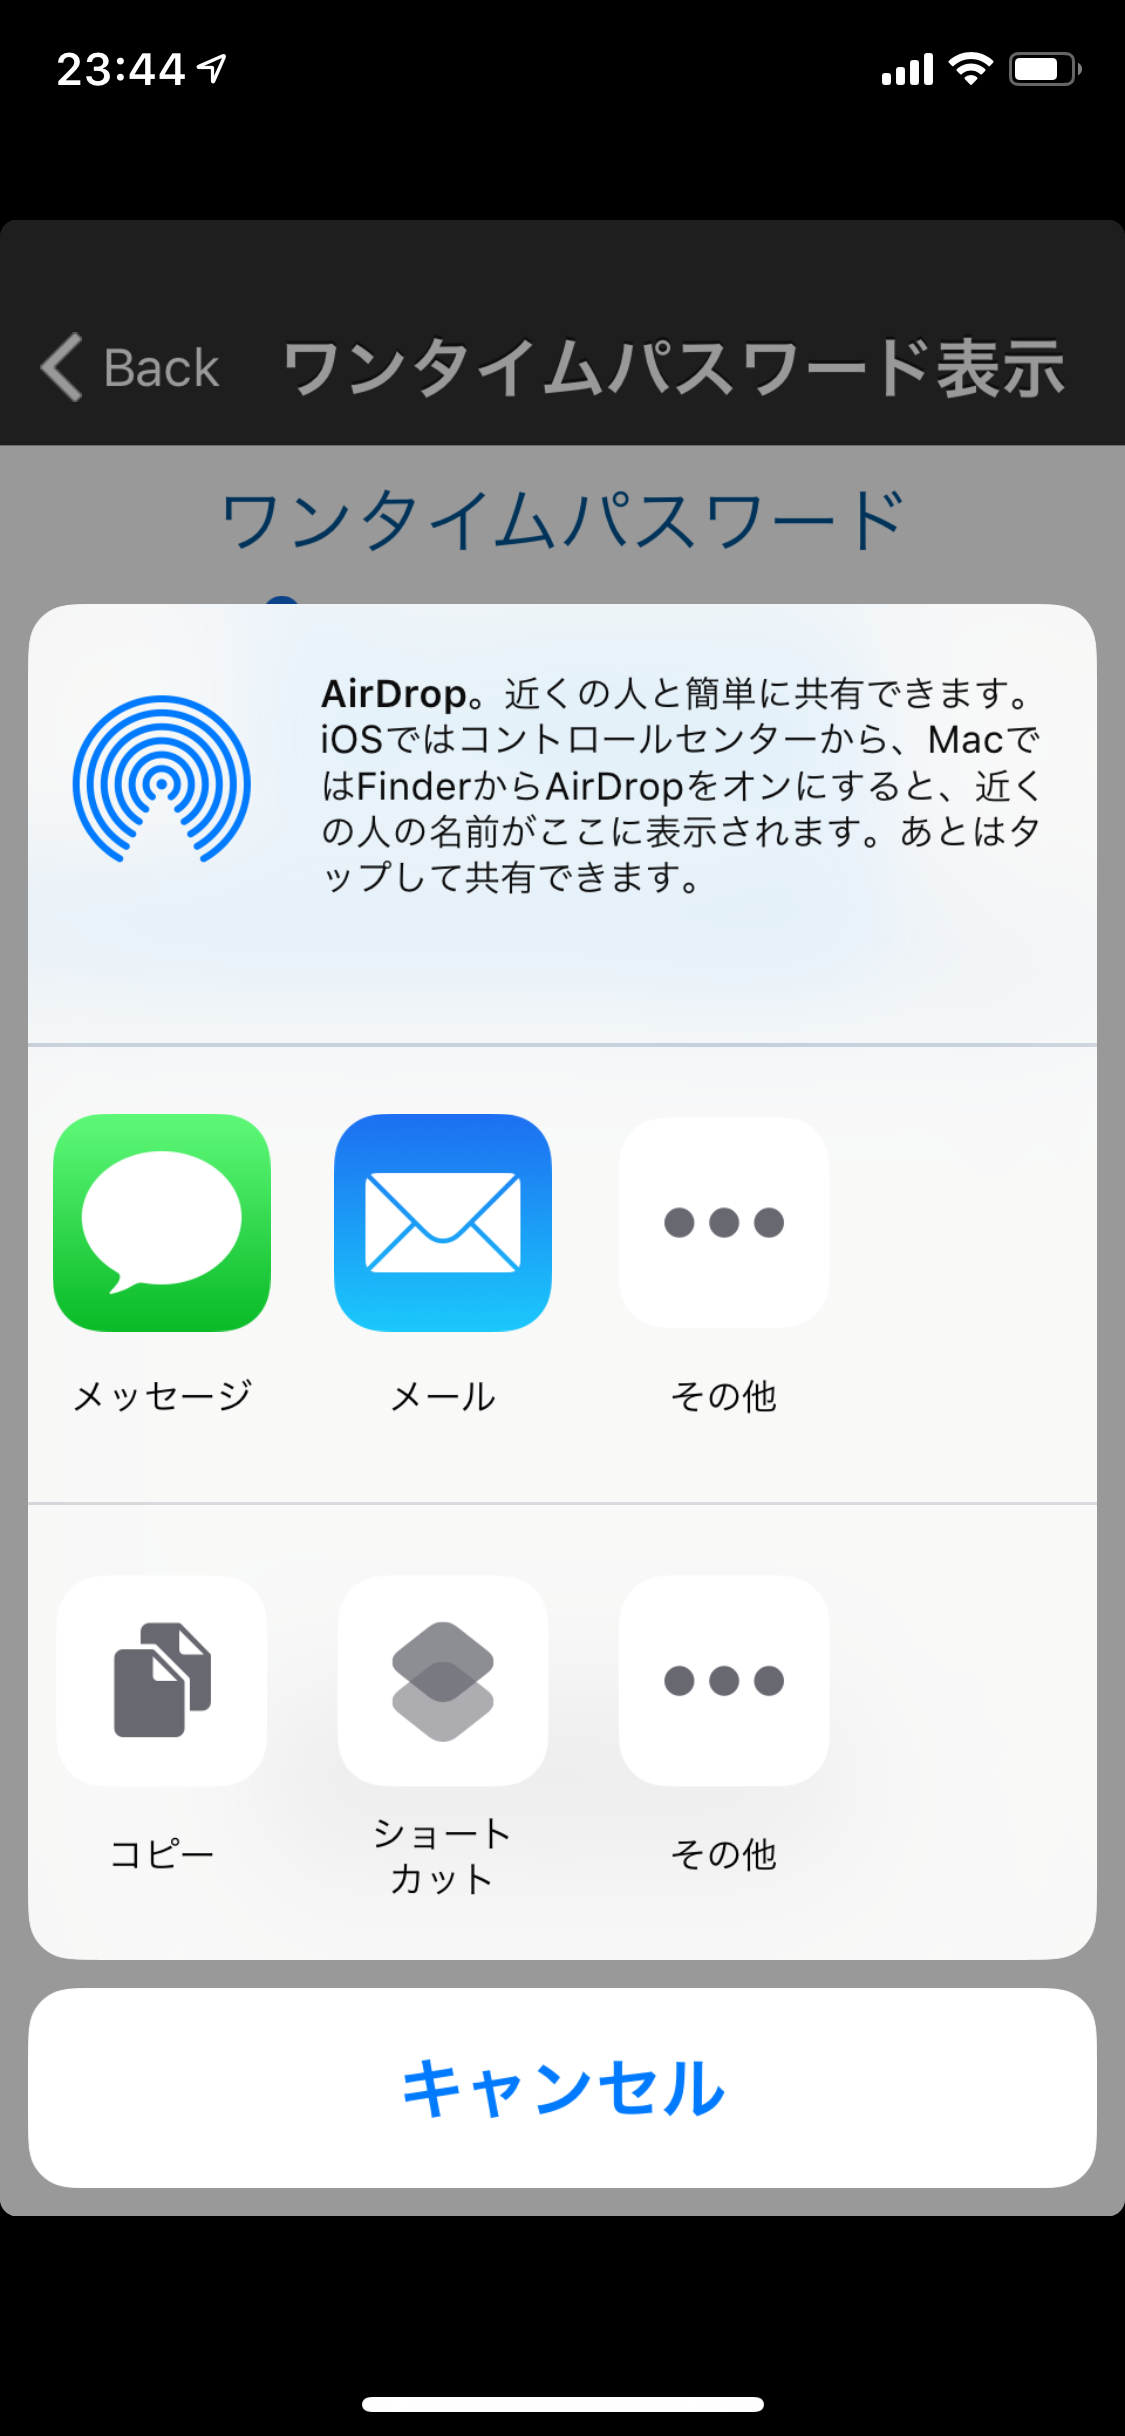 23:44
Back ワンタイムパスワード表示
ワンタイムパスワード
AirDrop。近くの人と簡単に共有できます。
iOSではコントロールセンターから、Macで
はFinderからAirDropをオンにすると、近く
の人の名前がここに表示されます。あとはタ
ップして共有できます。
メッセージ メール その他
コピー ショート その他
カット
キャンセル